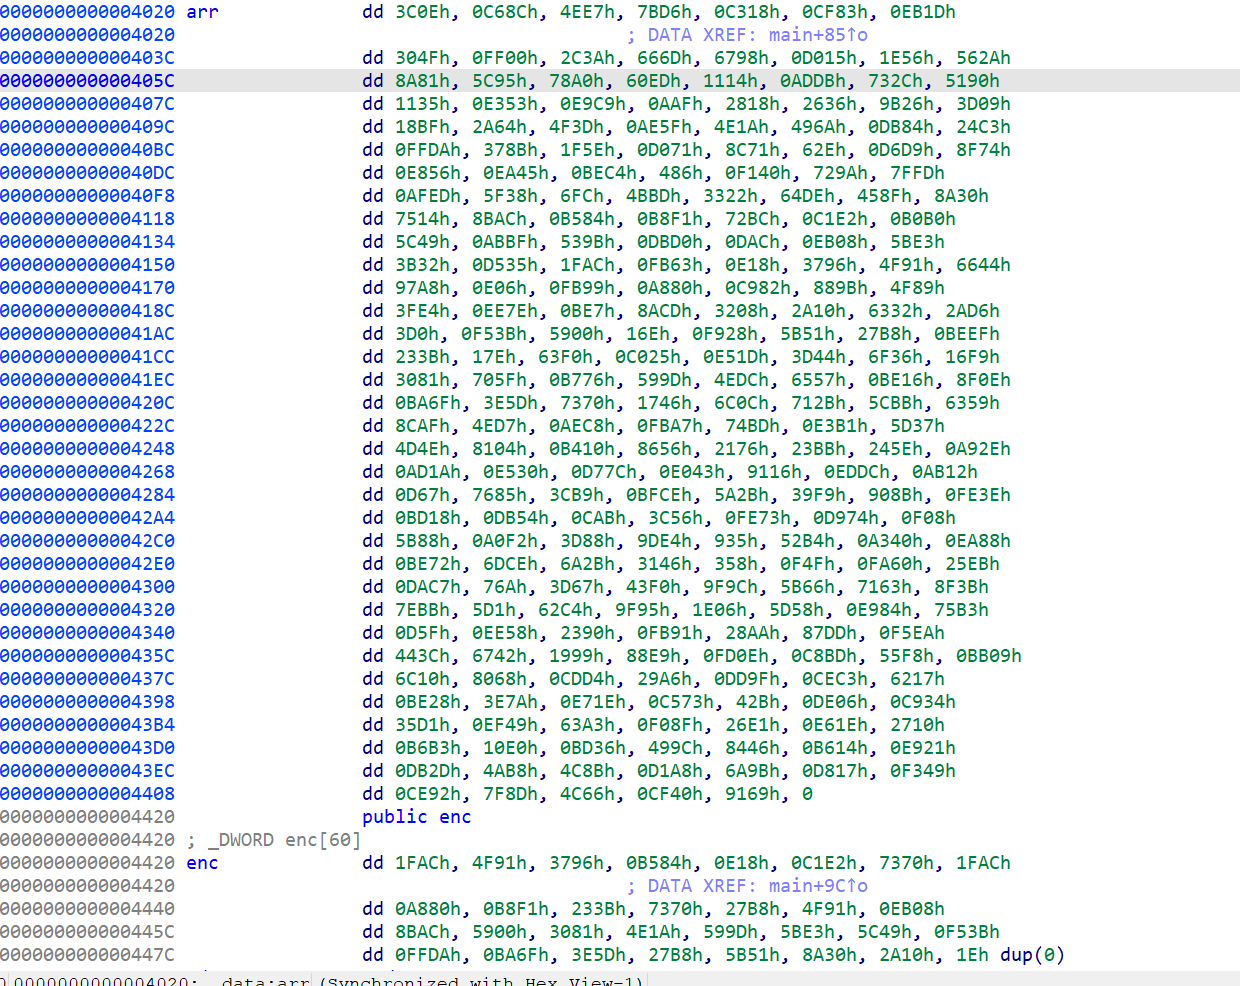 0000000000004020 arr dd 3C0Eh, 0C68Ch, 4EE7h, 7BD6h, 0C318h, 0CF83h, 0EB1Dh
0000000000004020 ; DATA XREF: main+85↑o
000000000000403C dd 304Fh, 0FF00h, 2C3Ah, 666Dh, 6798h, 0D015h, 1E56h, 562Ah
000000000000405C dd 8A81h, 5C95h, 78A0h, 60EDh, 1114h, 0ADDBh, 732Ch, 5190h
000000000000407C dd 1135h, 0E353h, 0E9C9h, 0AAFh, 2818h, 2636h, 9B26h, 3D09h
000000000000409C dd 18BFh, 2A64h, 4F3Dh, 0AE5Fh, 4E1Ah, 496Ah, 0DB84h, 24C3h
00000000000040BC dd 0FFDAh, 378Bh, 1F5Eh, 0D071h, 8C71h, 62Eh, 0D6D9h, 8F74h
00000000000040DC dd 0E856h, 0EA45h, 0BEC4h, 486h, 0F140h, 729Ah, 7FFDh
00000000000040F8 dd 0AFEDh, 5F38h, 6FCh, 4BBDh, 3322h, 64DEh, 458Fh, 8A30h
0000000000004118 dd 7514h, 8BACh, 0B584h, 0B8F1h, 72BCh, 0C1E2h, 0B0B0h
0000000000004134 dd 5C49h, 0ABBFh, 539Bh, 0DBD0h, 0DACh, 0EB08h, 5BE3h
0000000000004150 dd 3B32h, 0D535h, 1FACh, 0FB63h, 0E18h, 3796h, 4F91h, 6644h
0000000000004170 dd 97A8h, 0E06h, 0FB99h, 0A880h, 0C982h, 889Bh, 4F89h
000000000000418C dd 3FE4h, 0EE7Eh, 0BE7h, 8ACDh, 3208h, 2A10h, 6332h, 2AD6h
00000000000041AC dd 3D0h, 0F53Bh, 5900h, 16Eh, 0F928h, 5B51h, 27B8h, 0BEEFh
00000000000041CC dd 233Bh, 17Eh, 63F0h, 0C025h, 0E51Dh, 3D44h, 6F36h, 16F9h
00000000000041EC dd 3081h, 705Fh, 0B776h, 599Dh, 4EDCh, 6557h, 0BE16h, 8F0Eh
000000000000420C dd 0BA6Fh, 3E5Dh, 7370h, 1746h, 6C0Ch, 712Bh, 5CBBh, 6359h
000000000000422C dd 8CAFh, 4ED7h, 0AEC8h, 0FBA7h, 74BDh, 0E3B1h, 5D37h
0000000000004248 dd 4D4Eh, 8104h, 0B410h, 8656h, 2176h, 23BBh, 245Eh, 0A92Eh
0000000000004268 dd 0AD1Ah, 0E530h, 0D77Ch, 0E043h, 9116h, 0EDDCh, 0AB12h
0000000000004284 dd 0D67h, 7685h, 3CB9h, 0BFCEh, 5A2Bh, 39F9h, 908Bh, 0FE3Eh
00000000000042A4 dd 0BD18h, 0DB54h, 0CABh, 3C56h, 0FE73h, 0D974h, 0F08h
00000000000042C0 dd 5B88h, 0A0F2h, 3D88h, 9DE4h, 935h, 52B4h, 0A340h, 0EA88h
00000000000042E0 dd 0BE72h, 6DCEh, 6A2Bh, 3146h, 358h, 0F4Fh, 0FA60h, 25EBh
0000000000004300 dd 0DAC7h, 76Ah, 3D67h, 43F0h, 9F9Ch, 5B66h, 7163h, 8F3Bh
0000000000004320 dd 7EBBh, 5D1h, 62C4h, 9F95h, 1E06h, 5D58h, 0E984h, 75B3h
0000000000004340 dd 0D5Fh, 0EE58h, 2390h, 0FB91h, 28AAh, 87DDh, 0F5EAh
000000000000435C dd 443Ch, 6742h, 1999h, 88E9h, 0FD0Eh, 0C8BDh, 55F8h, 0BB09h
000000000000437C dd 6C10h, 8068h, 0CDD4h, 29A6h, 0DD9Fh, 0CEC3h, 6217h
0000000000004398 dd 0BE28h, 3E7Ah, 0E71Eh, 0C573h, 42Bh, 0DE06h, 0C934h
00000000000043B4 dd 35D1h, 0EF49h, 63A3h, 0F08Fh, 26E1h, 0E61Eh, 2710h
00000000000043D0 dd 0B6B3h, 10E0h, 0BD36h, 499Ch, 8446h, 0B614h, 0E921h
00000000000043EC dd 0DB2Dh, 4AB8h, 4C8Bh, 0D1A8h, 6A9Bh, 0D817h, 0F349h
0000000000004408 dd 0CE92h, 7F8Dh, 4C66h, 0CF40h, 9169h, 0
0000000000004420 public enc
0000000000004420 ; _DWORD enc[60]
0000000000004420 enc dd 1FACh, 4F91h, 3796h, 0B584h, 0E18h, 0C1E2h, 7370h, 1FACh
0000000000004420 ; DATA XREF: main+9C↑o
0000000000004440 dd 0A880h, 0B8F1h, 233Bh, 7370h, 27B8h, 4F91h, 0EB08h
000000000000445C dd 8BACh, 5900h, 3081h, 4E1Ah, 599Dh, 5BE3h, 5C49h, 0F53Bh
000000000000447C dd 0FFDAh, 0BA6Fh, 3E5Dh, 27B8h, 5B51h, 8A30h, 2A10h, 1Eh dup(0)
0000000000004020: .data:arr (Synchronized with Hex View-1)